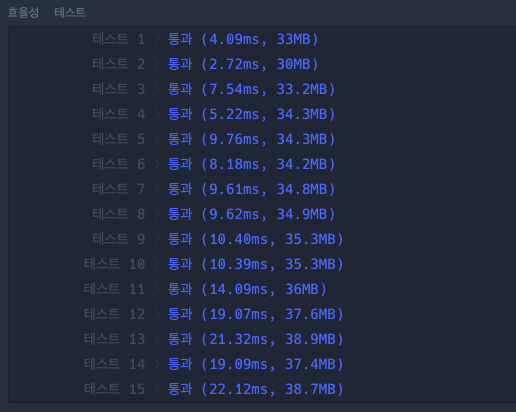 효율성 테스트
테스트 1 〉 통과 (4.09ms, 33MB)
테스트 2 〉 통과 (2.72ms, 30MB)
테스트 3 〉 통과 (7.54ms, 33.2MB)
테스트 4 〉 통과 (5.22ms, 34.3MB)
테스트 5 〉 통과 (9.76ms, 34.3MB)
테스트 6 〉 통과 (8.18ms, 34.2MB)
테스트 7 〉 통과 (9.61ms, 34.8MB)
테스트 8 〉 통과 (9.62ms, 34.9MB)
테스트 9 〉 통과 (10.40ms, 35.3MB)
테스트 10 〉 통과 (10.39ms, 35.3MB)
테스트 11 〉 통과 (14.09ms, 36MB)
테스트 12 〉 통과 (19.07ms, 37.6MB)
테스트 13 〉 통과 (21.32ms, 38.9MB)
테스트 14 〉 통과 (19.09ms, 37.4MB)
테스트 15 〉 통과 (22.12ms, 38.7MB)